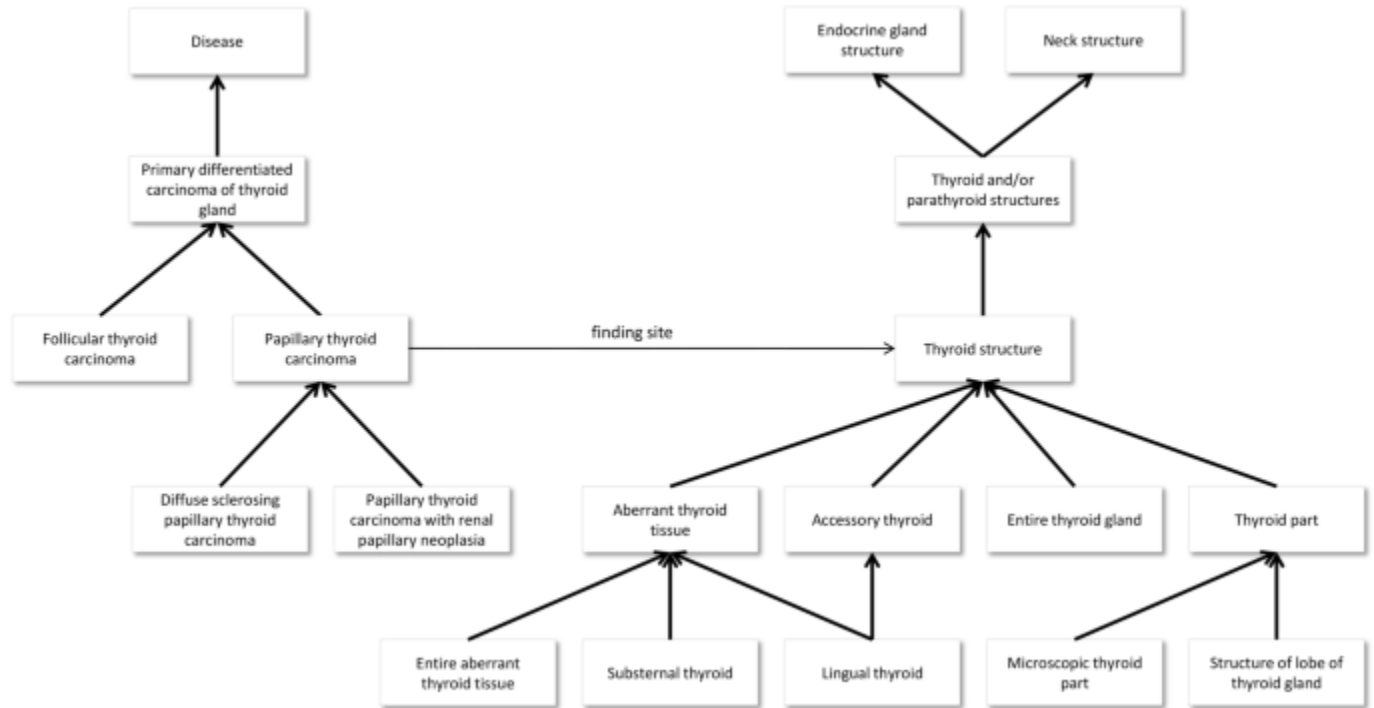 Disease
Endocrine gland
structure
Neck structure
Primary differentiated
carcinoma of thyroid
gland
Thyroid and/or
parathyroid structures
Follicular thyroid
carcinoma
Papillary thyroid
carcinoma
finding site
Thyroid structure
Diffuse sclerosing
papillary thyroid
carcinoma
Papillary thyroid
carcinoma with renal
papillary neoplasia
Aberrant thyroid
tissue
Accessory thyroid
Entire thyroid gland
Thyroid part
Entire aberrant
thyroid tissue
Substernal thyroid
Lingual thyroid
Microscopic thyroid
part
Structure of lobe of
thyroid gland